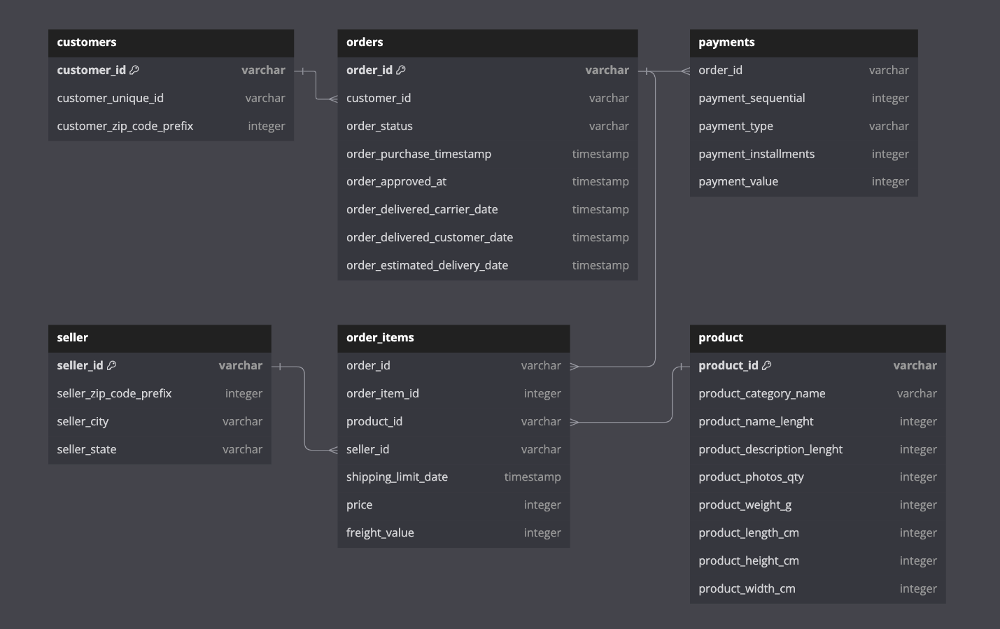 customers
customer_id varchar
customer_unique_id varchar
customer_zip_code_prefix integer
orders
order_id varchar
customer_id varchar
order_status varchar
order_purchase_timestamp timestamp
order_approved_at timestamp
order_delivered_carrier_date timestamp
order_delivered_customer_date timestamp
order_estimated_delivery_date timestamp
payments
order_id varchar
payment_sequential integer
payment_type varchar
payment_installments integer
payment_value integer
seller
seller_id varchar
seller_zip_code_prefix integer
seller_city varchar
seller_state varchar
order_items
order_id varchar
order_item_id integer
product_id varchar
seller_id varchar
shipping_limit_date timestamp
price integer
freight_value integer
product
product_id varchar
product_category_name varchar
product_name_lenght integer
product_description_lenght integer
product_photos_qty integer
product_weight_g integer
product_length_cm integer
product_height_cm integer
product_width_cm integer